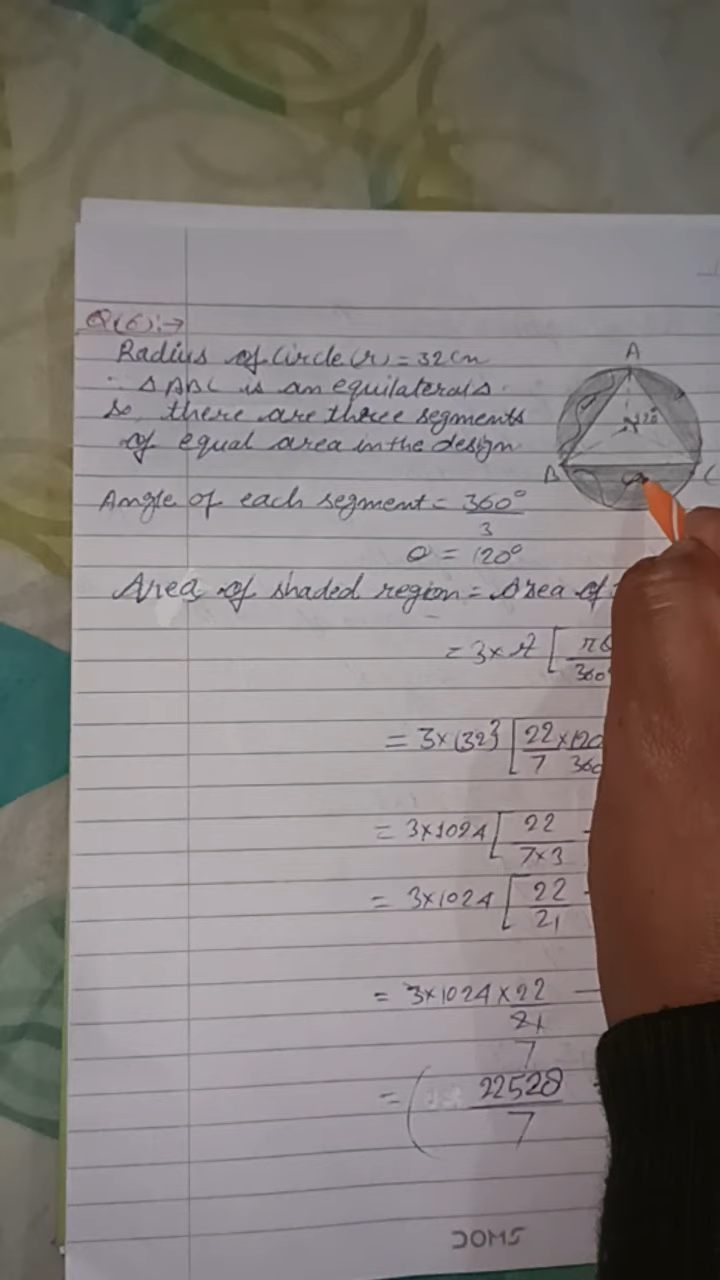 Q(6):→
Radius of Circle (r) = 32cm
∵ Δ ABC is an equilateral Δ.
So, there are three segments
of equal area in the design
A
120°
B
C
Angle of each segment = 360°/3
θ = 120°
Area of shaded region = Area of
= 3× r² [ πθ/360°
= 3×(32)² [ 22/7 × 120/360
= 3×1024 [ 22/7×3 -
= 3×1024 [ 22/21 -
= 3×1024 × 22/21 -
7
= ( 22528/7 -
DOMS